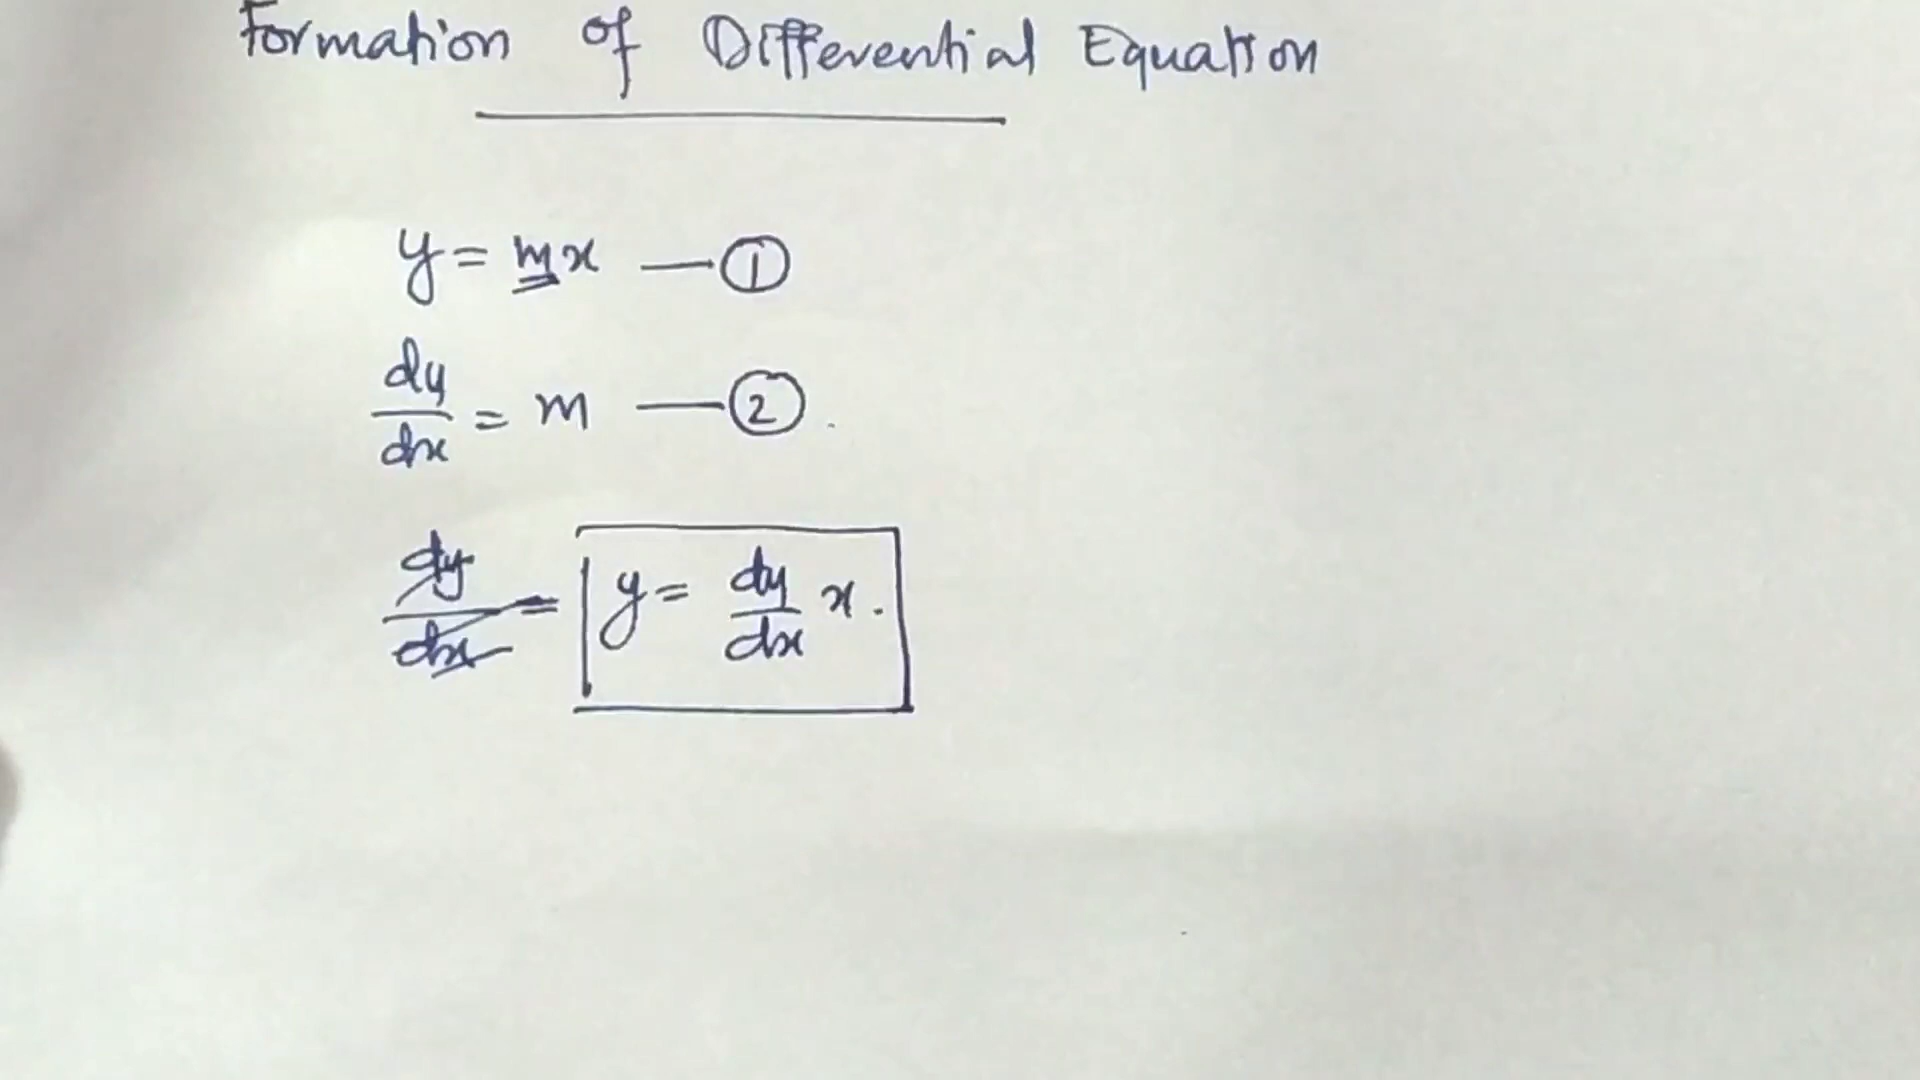 Formation of Differential Equation
y = mx — ①
dy/dx = m — ②
dy/dx = y = dy/dx x.